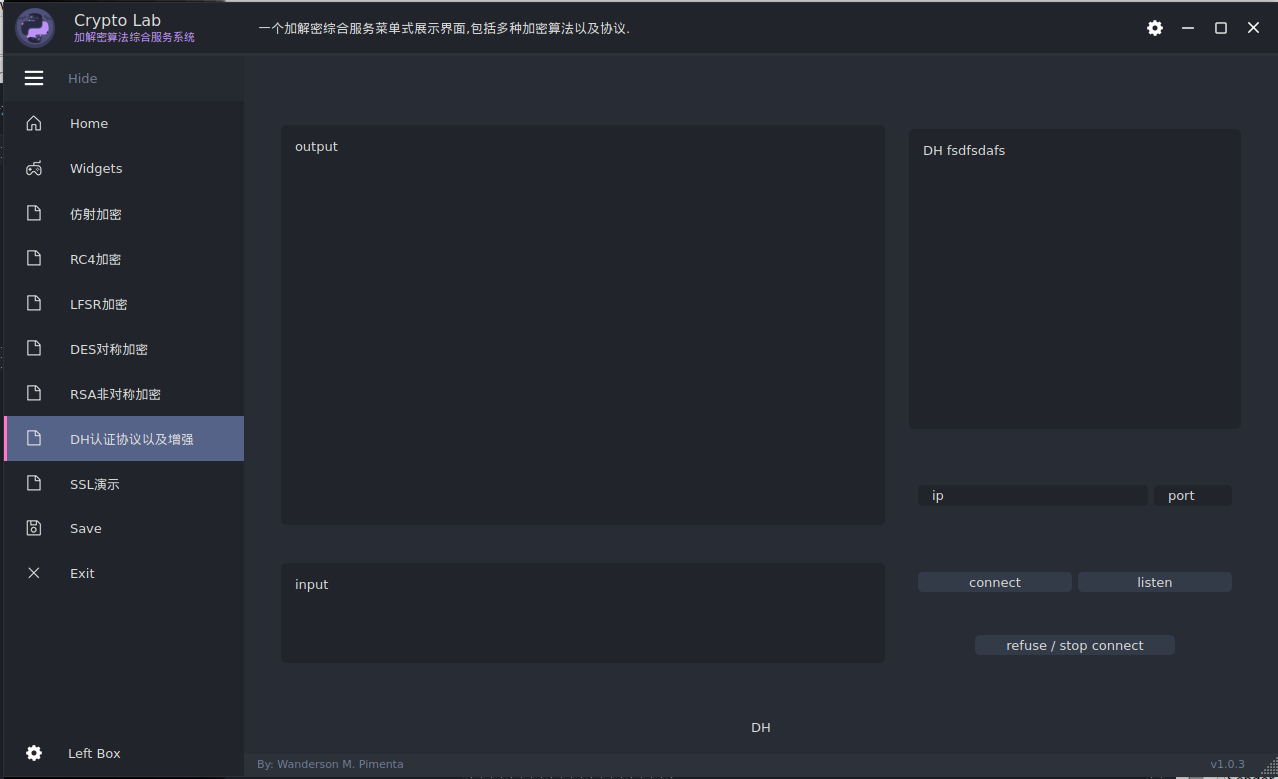 Crypto Lab
加解密算法综合服务系统
一个加解密综合服务菜单式展示界面,包括多种加密算法以及协议.
Hide
Home
Widgets
仿射加密
RC4加密
LFSR加密
DES对称加密
RSA非对称加密
DH认证协议以及增强
SSL演示
Save
Exit
Left Box
output
input
DH fsdfsdafs
ip
port
connect
listen
refuse / stop connect
DH
By: Wanderson M. Pimenta
v1.0.3